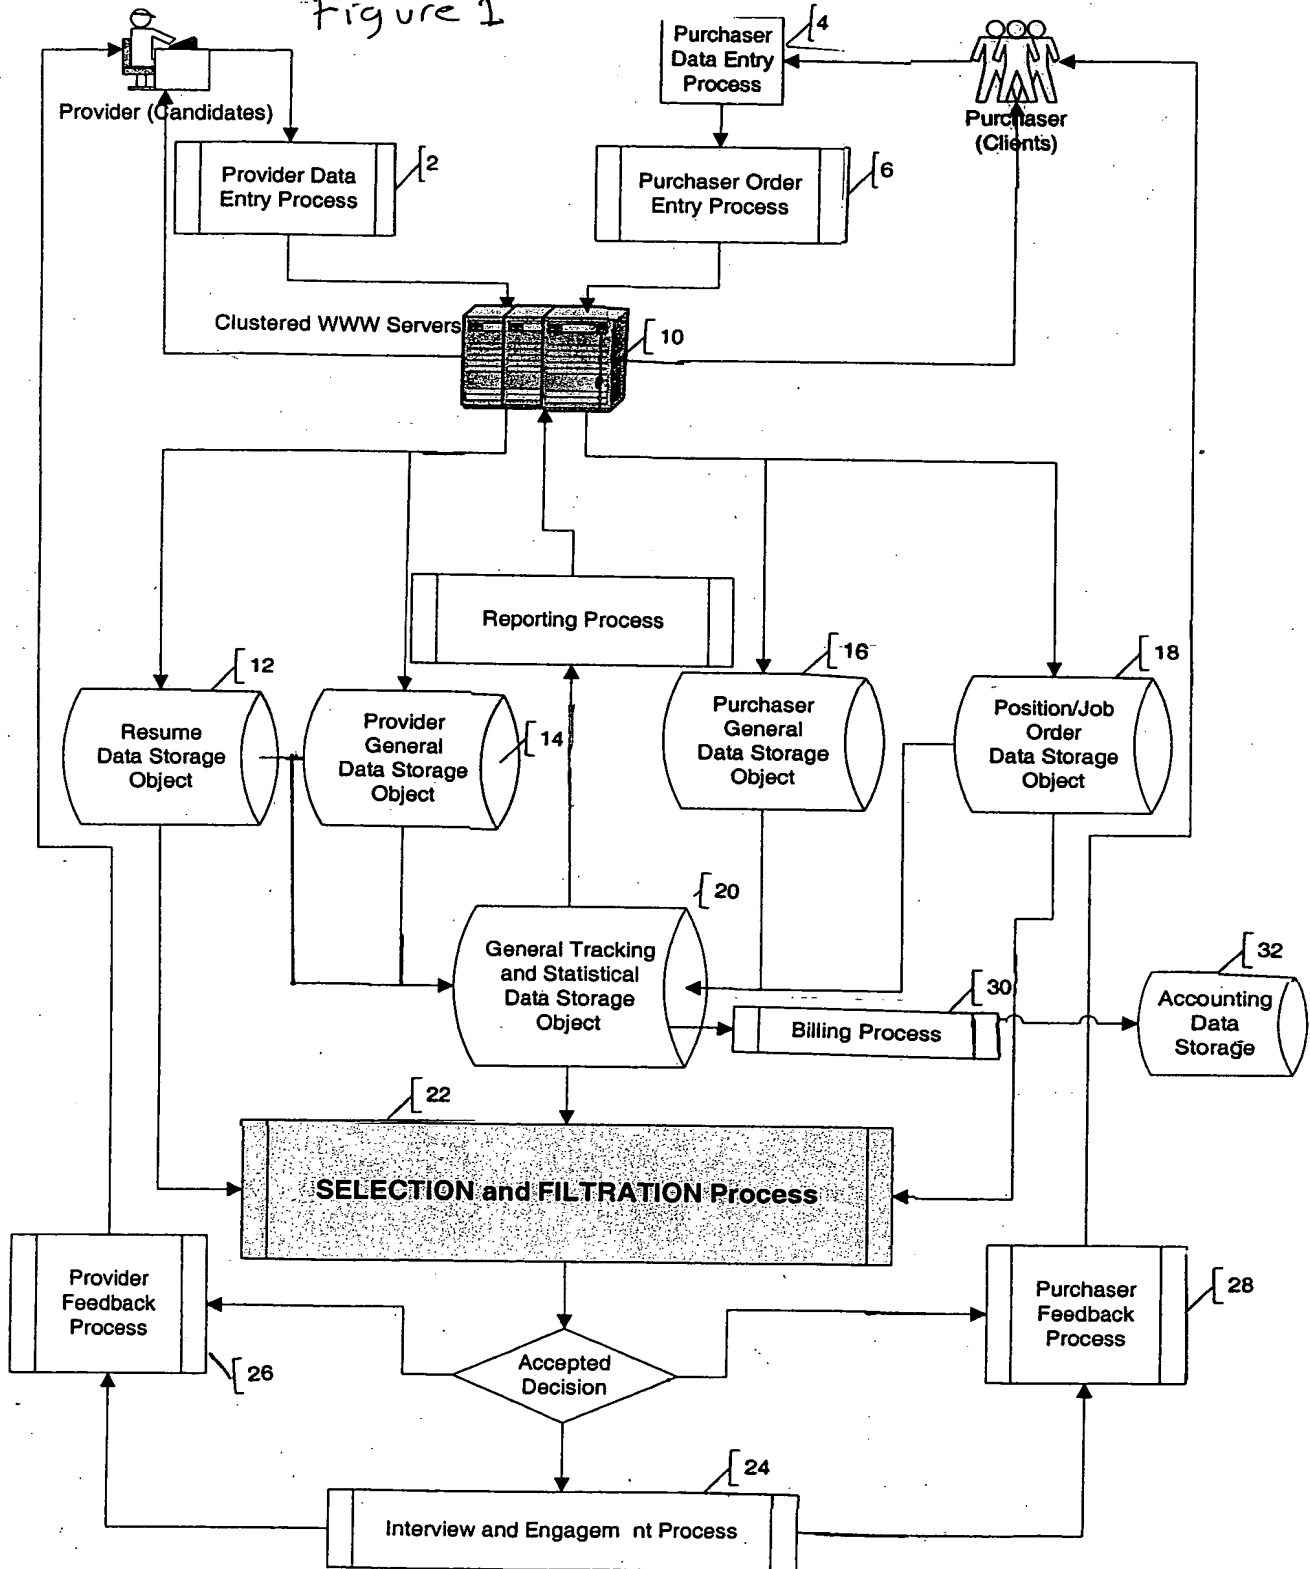 Figure 1
Provider (Candidates)
Purchaser
Data Entry
Process
4
Purchaser
(Clients)
Provider Data
Entry Process
2
Purchaser Order
Entry Process
6
Clustered WWW Servers
10
Reporting Process
12
Resume
Data Storage
Object
Provider
General
Data Storage
Object
14
16
Purchaser
General
Data Storage
Object
18
Position/Job
Order
Data Storage
Object
20
General Tracking
and Statistical
Data Storage
Object
30
Billing Process
32
Accounting
Data
Storage
22
SELECTION and FILTRATION Process
Provider
Feedback
Process
26
Accepted
Decision
Purchaser
Feedback
Process
28
24
Interview and Engagem nt Process